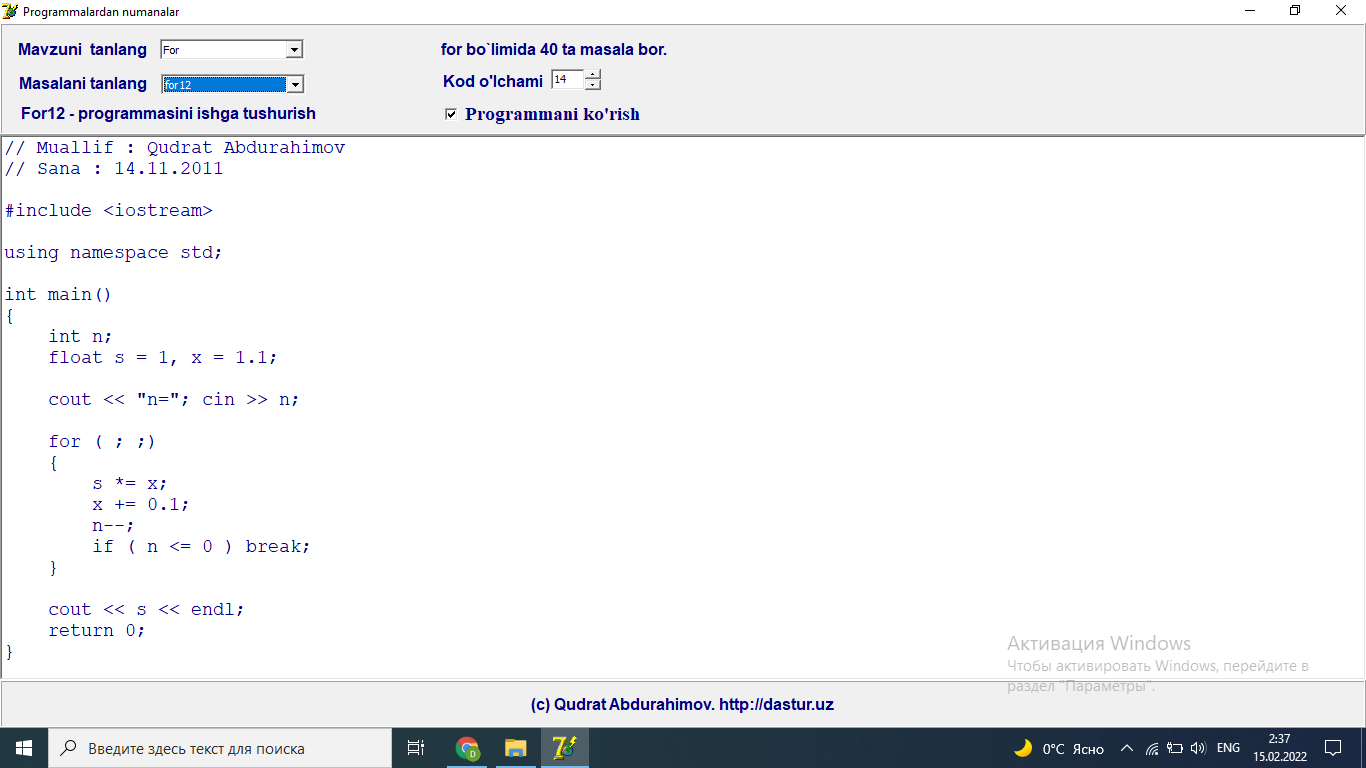 Programmalardan numanalar
Mavzuni tanlang For
for bo`limida 40 ta masala bor.
Masalani tanlang for12
Kod o'lchami 14
For12 - programmasini ishga tushurish
Programmani ko'rish
// Muallif : Qudrat Abdurahimov
// Sana : 14.11.2011
#include <iostream>
using namespace std;
int main()
{
    int n;
    float s = 1, x = 1.1;
    cout << "n="; cin >> n;
    for ( ; ;)
    {
        s *= x;
        x += 0.1;
        n--;
        if ( n <= 0 ) break;
    }
    cout << s << endl;
    return 0;
}
Активация Windows
Чтобы активировать Windows, перейдите в
раздел "Параметры".
(c) Qudrat Abdurahimov. http://dastur.uz
Введите здесь текст для поиска
D
0°C Ясно
ENG
2:37
15.02.2022